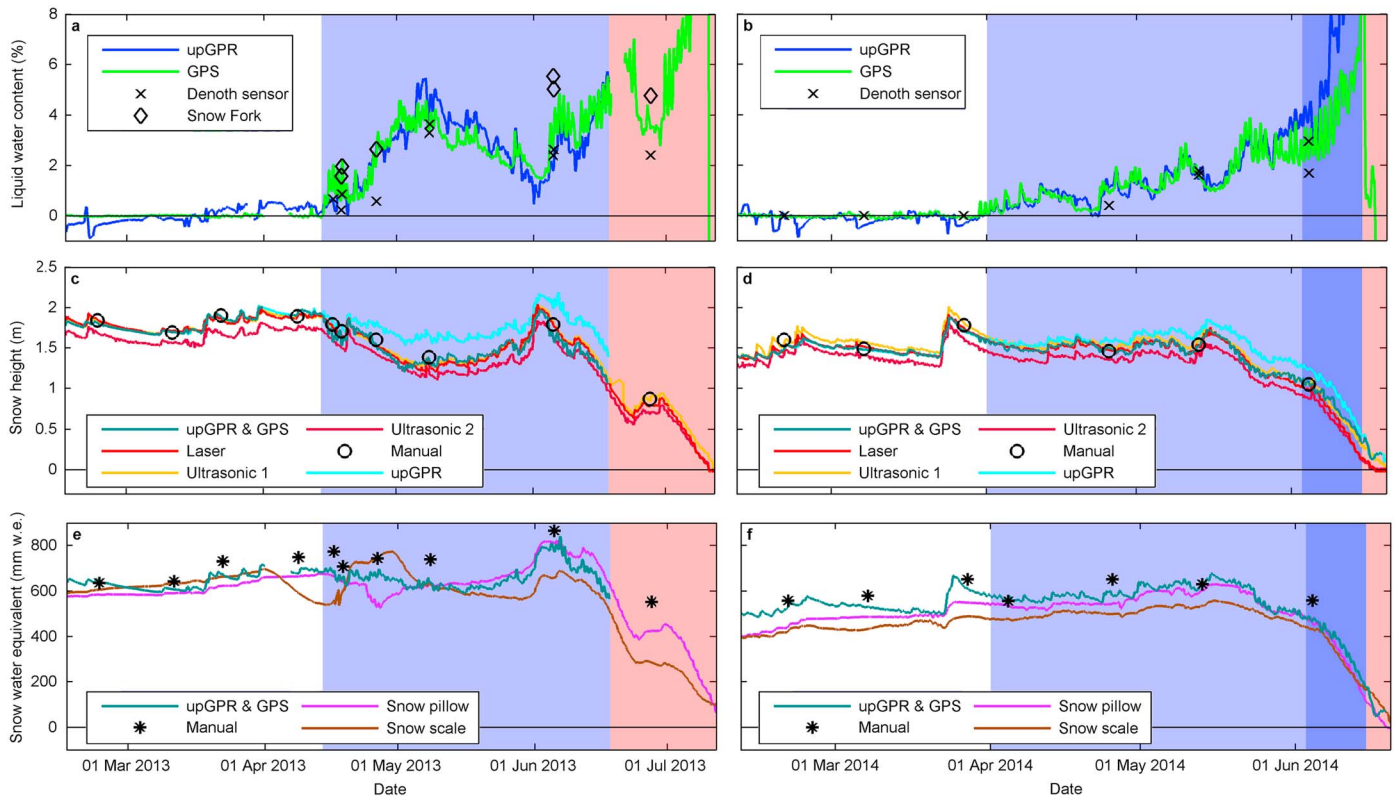 a
b
8
6
4
2
0
Liquid water content (%)
upGPR
GPS
Denoth sensor
Snow Fork
upGPR
GPS
Denoth sensor
c
d
2.5
2
1.5
1
0.5
0
Snow height (m)
upGPR & GPS
Laser
Ultrasonic 1
Ultrasonic 2
Manual
upGPR
upGPR & GPS
Laser
Ultrasonic 1
Ultrasonic 2
Manual
upGPR
e
f
800
600
400
200
0
Snow water equivalent (mm w.e.)
upGPR & GPS
Manual
Snow pillow
Snow scale
upGPR & GPS
Manual
Snow pillow
Snow scale
01 Mar 2013 01 Apr 2013 01 May 2013 01 Jun 2013 01 Jul 2013
01 Mar 2014 01 Apr 2014 01 May 2014 01 Jun 2014
Date
Date